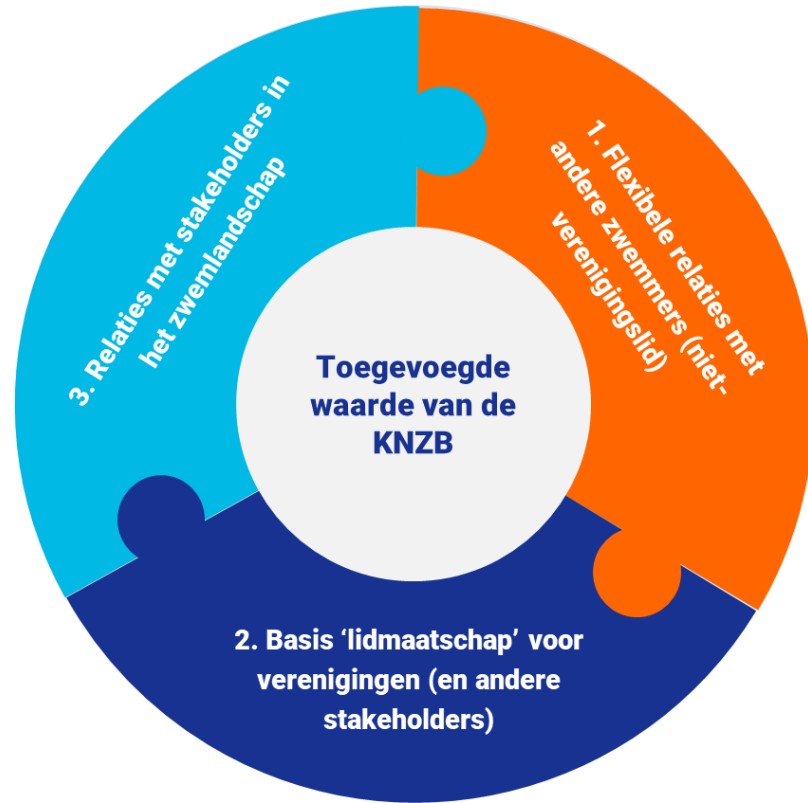 Toegevoegde
waarde van de
KNZB
1. Flexibele relaties met
andere zwemmers (niet-
verenigingslid)
2. Basis ‘lidmaatschap’ voor
verenigingen (en andere
stakeholders)
3. Relaties met stakeholders in
het zwemlandschap